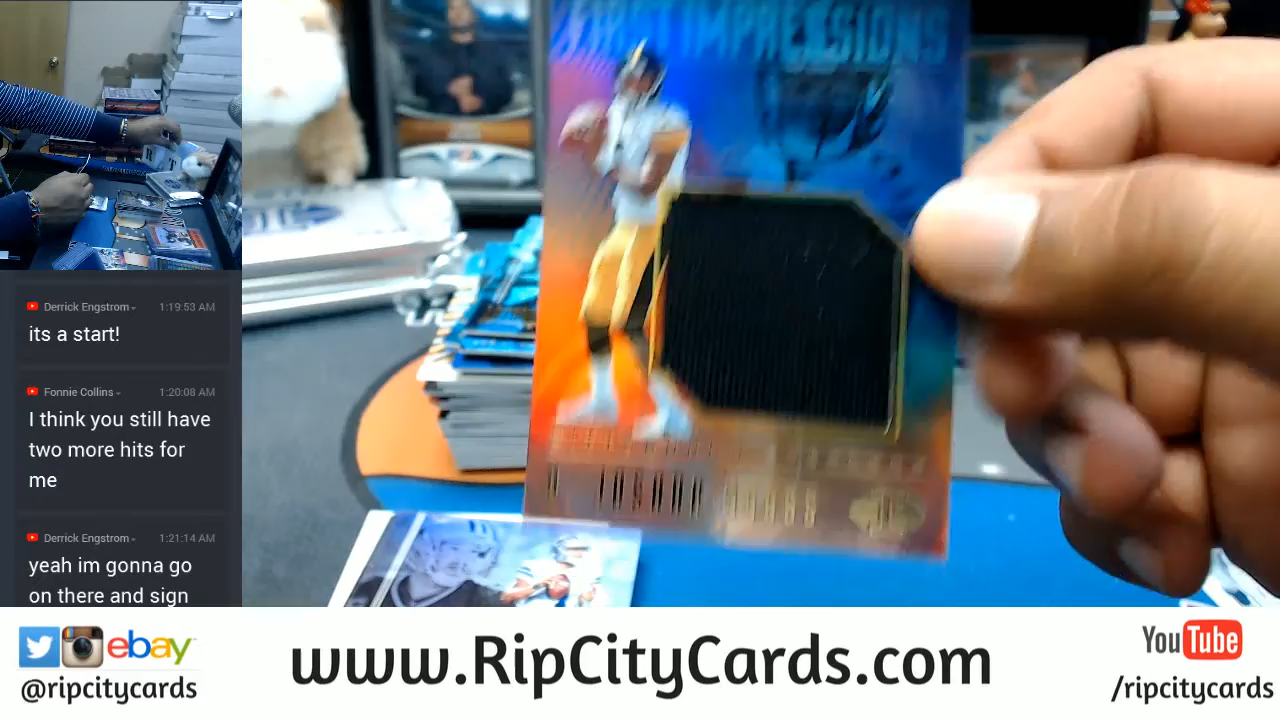 FIRST IMPRESSIONS
Derrick Engstrom 1:19:53 AM
its a start!
Fonnie Collins 1:20:08 AM
I think you still have
two more hits for
me
Derrick Engstrom 1:21:14 AM
yeah im gonna go
on there and sign
ebay
@ripcitycards
www.RipCityCards.com
YouTube
/ripcitycards